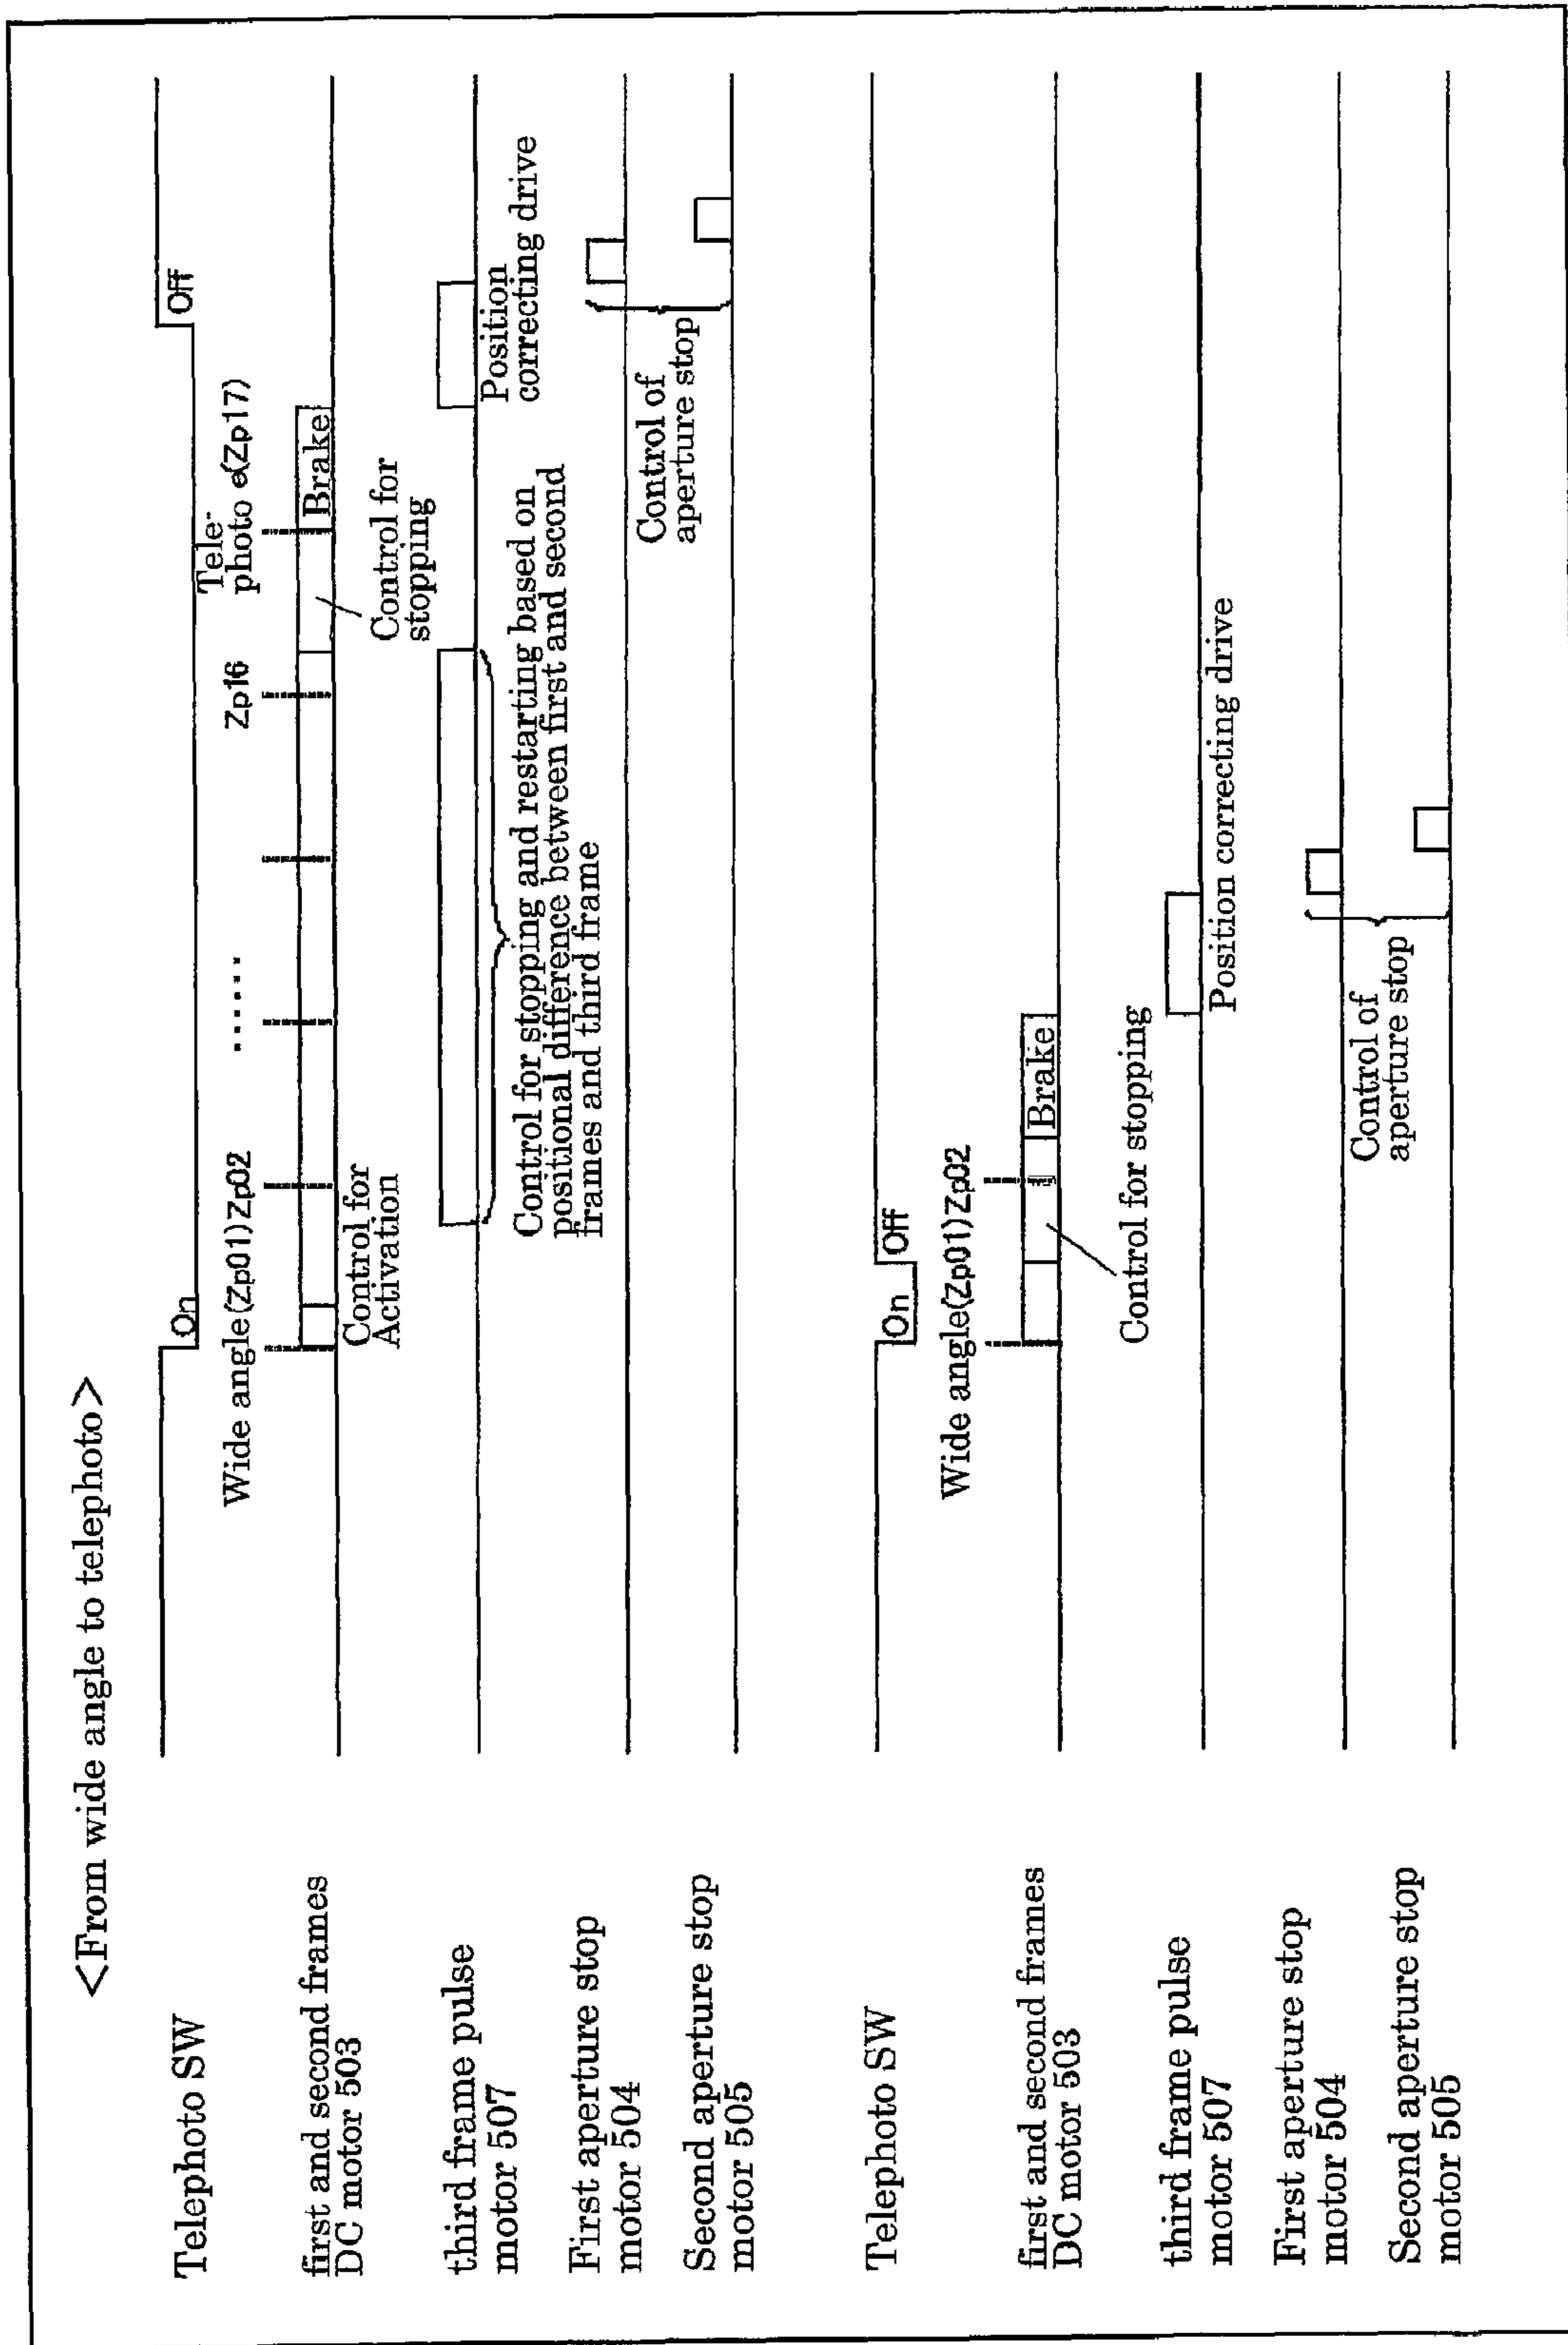 <From wide angle to telephoto>
Telephoto SW
On
Off
Wide angle(Zp01)Zp02
......
Zp16
Tele-
photo e(Zp17)
first and second frames
DC motor 503
Brake
Control for
Activation
Control for
stopping
third frame pulse
motor 507
Control for stopping and restarting based on
positional difference between first and second
frames and third frame
Position
correcting drive
First aperture stop
motor 504
Control of
aperture stop
Second aperture stop
motor 505
Telephoto SW
On
Off
Wide angle(Zp01)Zp02
first and second frames
DC motor 503
Brake
Control for stopping
third frame pulse
motor 507
Position correcting drive
First aperture stop
motor 504
Control of
aperture stop
Second aperture stop
motor 505